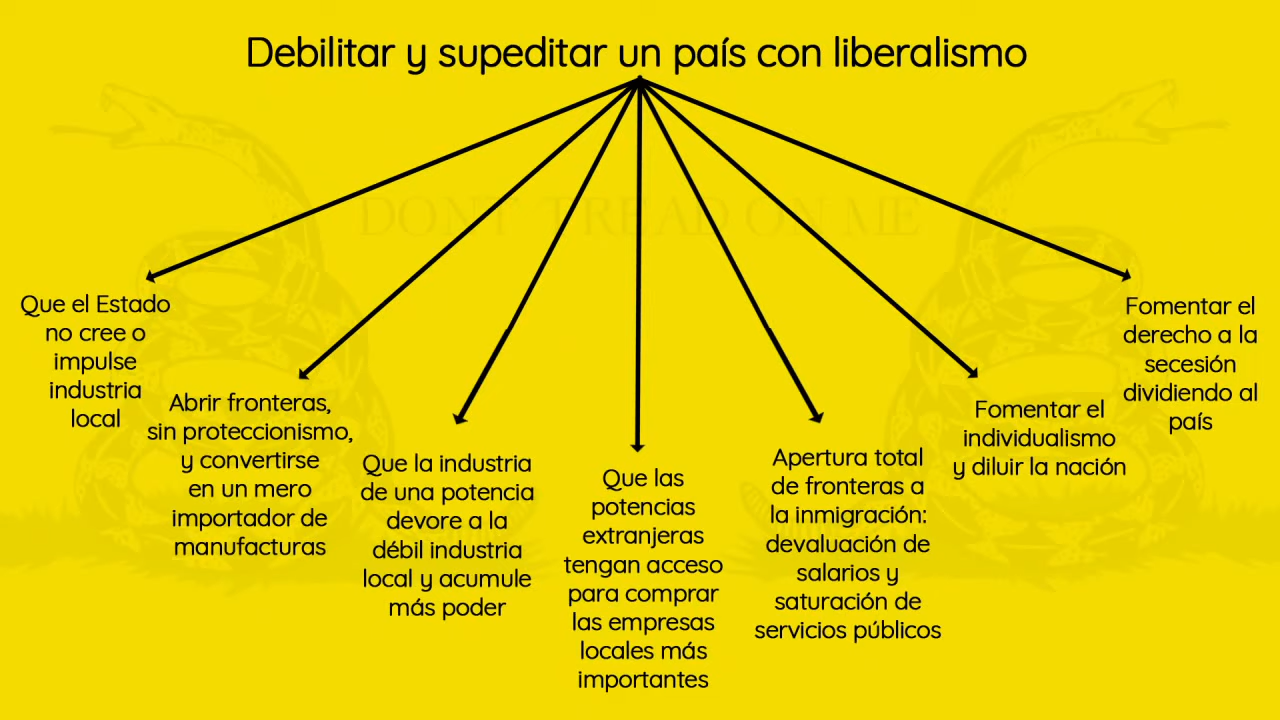 Debilitar y supeditar un país con liberalismo
DONT TREAD ON ME
Que el Estado
no cree o
impulse
industria
local
Abrir fronteras,
sin proteccionismo,
y convertirse
en un mero
importador de
manufacturas
Que la industria
de una potencia
devore a la
débil industria
local y acumule
más poder
Que las
potencias
extranjeras
tengan acceso
para comprar
las empresas
locales más
importantes
Apertura total
de fronteras a
la inmigración:
devaluación de
salarios y
saturación de
servicios públicos
Fomentar el
individualismo
y diluir la nación
Fomentar el
derecho a la
secesión
dividiendo al
país